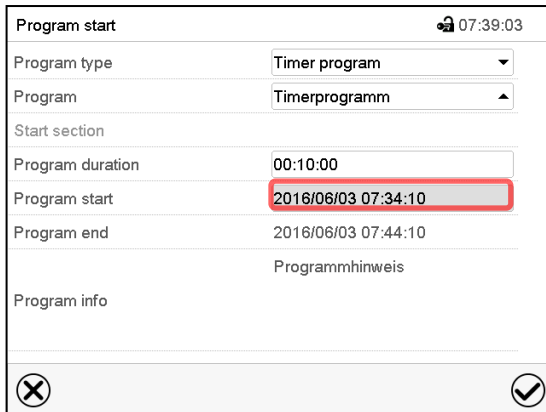 Program start 07:39:03
Program type Timer program
Program Timerprogramm
Start section
Program duration 00:10:00
Program start 2016/06/03 07:34:10
Program end 2016/06/03 07:44:10
Programmhinweis
Program info